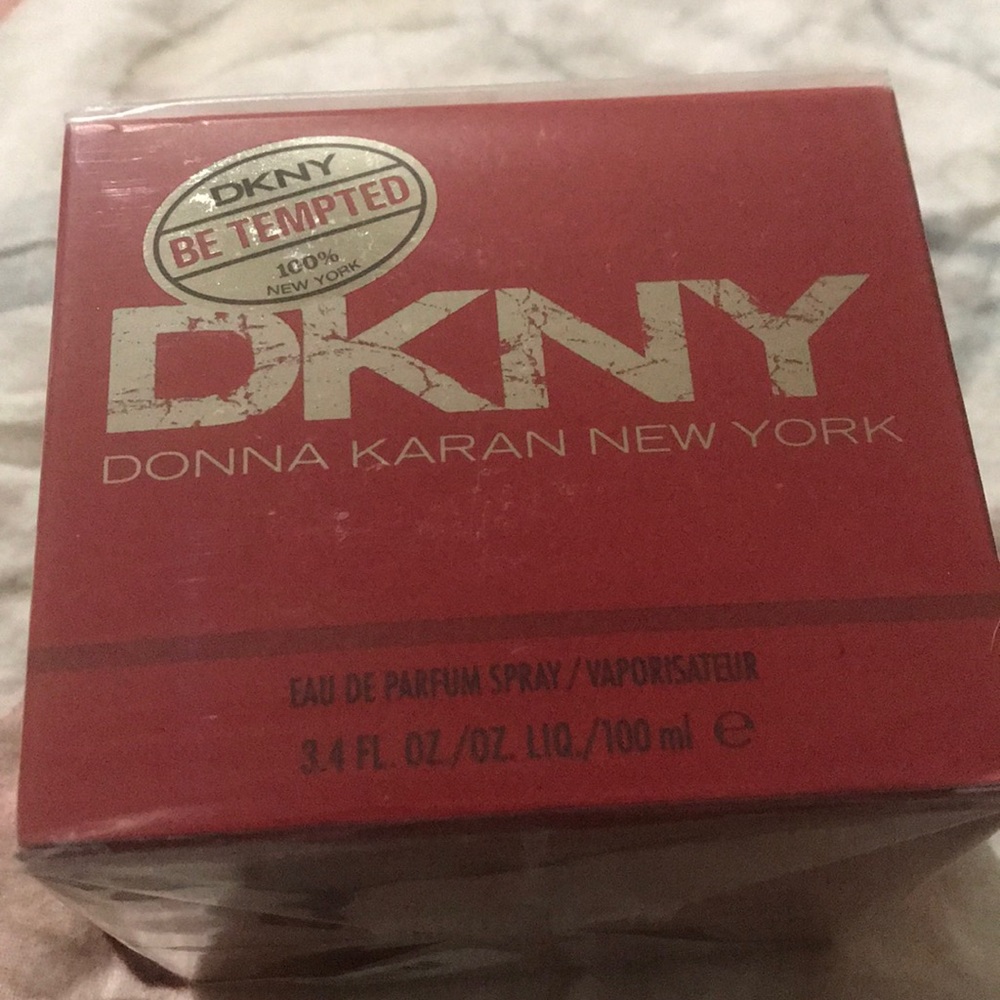 DKNY
BE TEMPTED
100%
NEW YORK
DKNY
DONNA KARAN NEW YORK
EAU DE PARFUM SPRAY/VAPORISATEUR
3.4 FL. OZ./OZ. LIQ./100 ml ℮